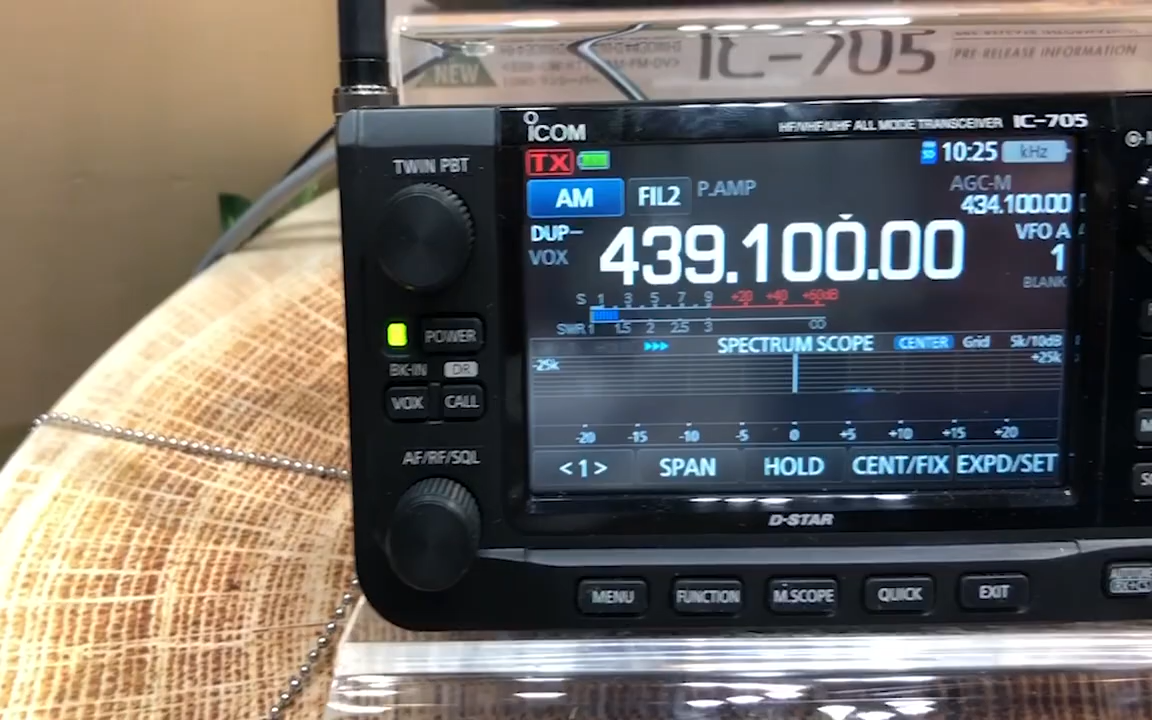 NEW
IC-705
PRE-RELEASE INFORMATION
ICOM
HF/VHF/UHF ALL MODE TRANSCEIVER IC-705
TWIN PBT
TX
10:25 kHz
AM FIL2 P.AMP AGC-M
434.100.00
DUP– 439.100.00 VFO A
VOX 1
BLANK
S 1 3 5 7 9 +20 +40 +60dB
SWR 1 1.5 2 2.5 3 ∞
POWER
SPECTRUM SCOPE CENTER Grid 5k/10dB
-25k +25k
BK-IN DR
VOX CALL
-20 -15 -10 -5 0 +5 +10 +15 +20
AF/RF/SQL
<1> SPAN HOLD CENT/FIX EXPD/SET
D-STAR
MENU FUNCTION M.SCOPE QUICK EXIT